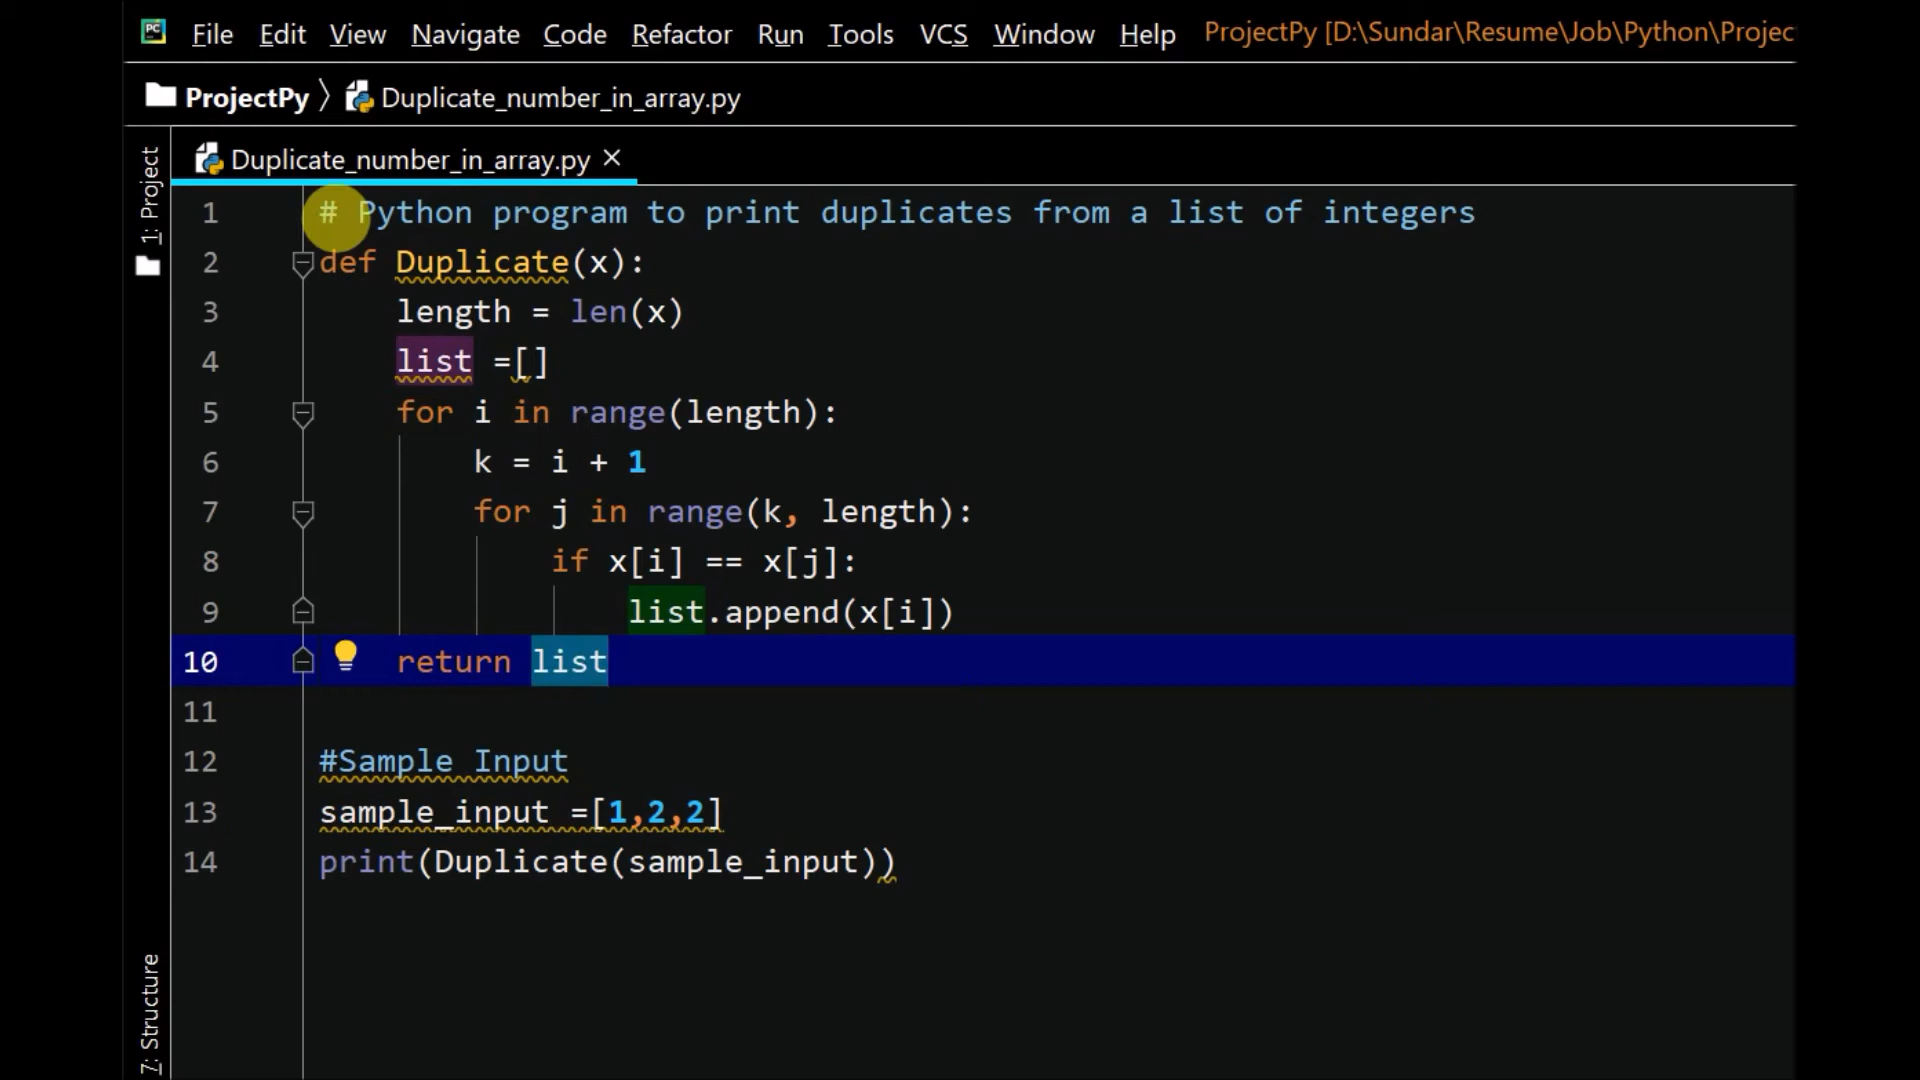 PC File Edit View Navigate Code Refactor Run Tools VCS Window Help ProjectPy [D:\Sundar\Resume\Job\Python\Projec
ProjectPy Duplicate_number_in_array.py
1: Project
Duplicate_number_in_array.py ×
1 # Python program to print duplicates from a list of integers
2 def Duplicate(x):
3 length = len(x)
4 list =[]
5 for i in range(length):
6 k = i + 1
7 for j in range(k, length):
8 if x[i] == x[j]:
9 list.append(x[i])
10 return list
11
12 #Sample Input
13 sample_input =[1,2,2]
14 print(Duplicate(sample_input))
7: Structure